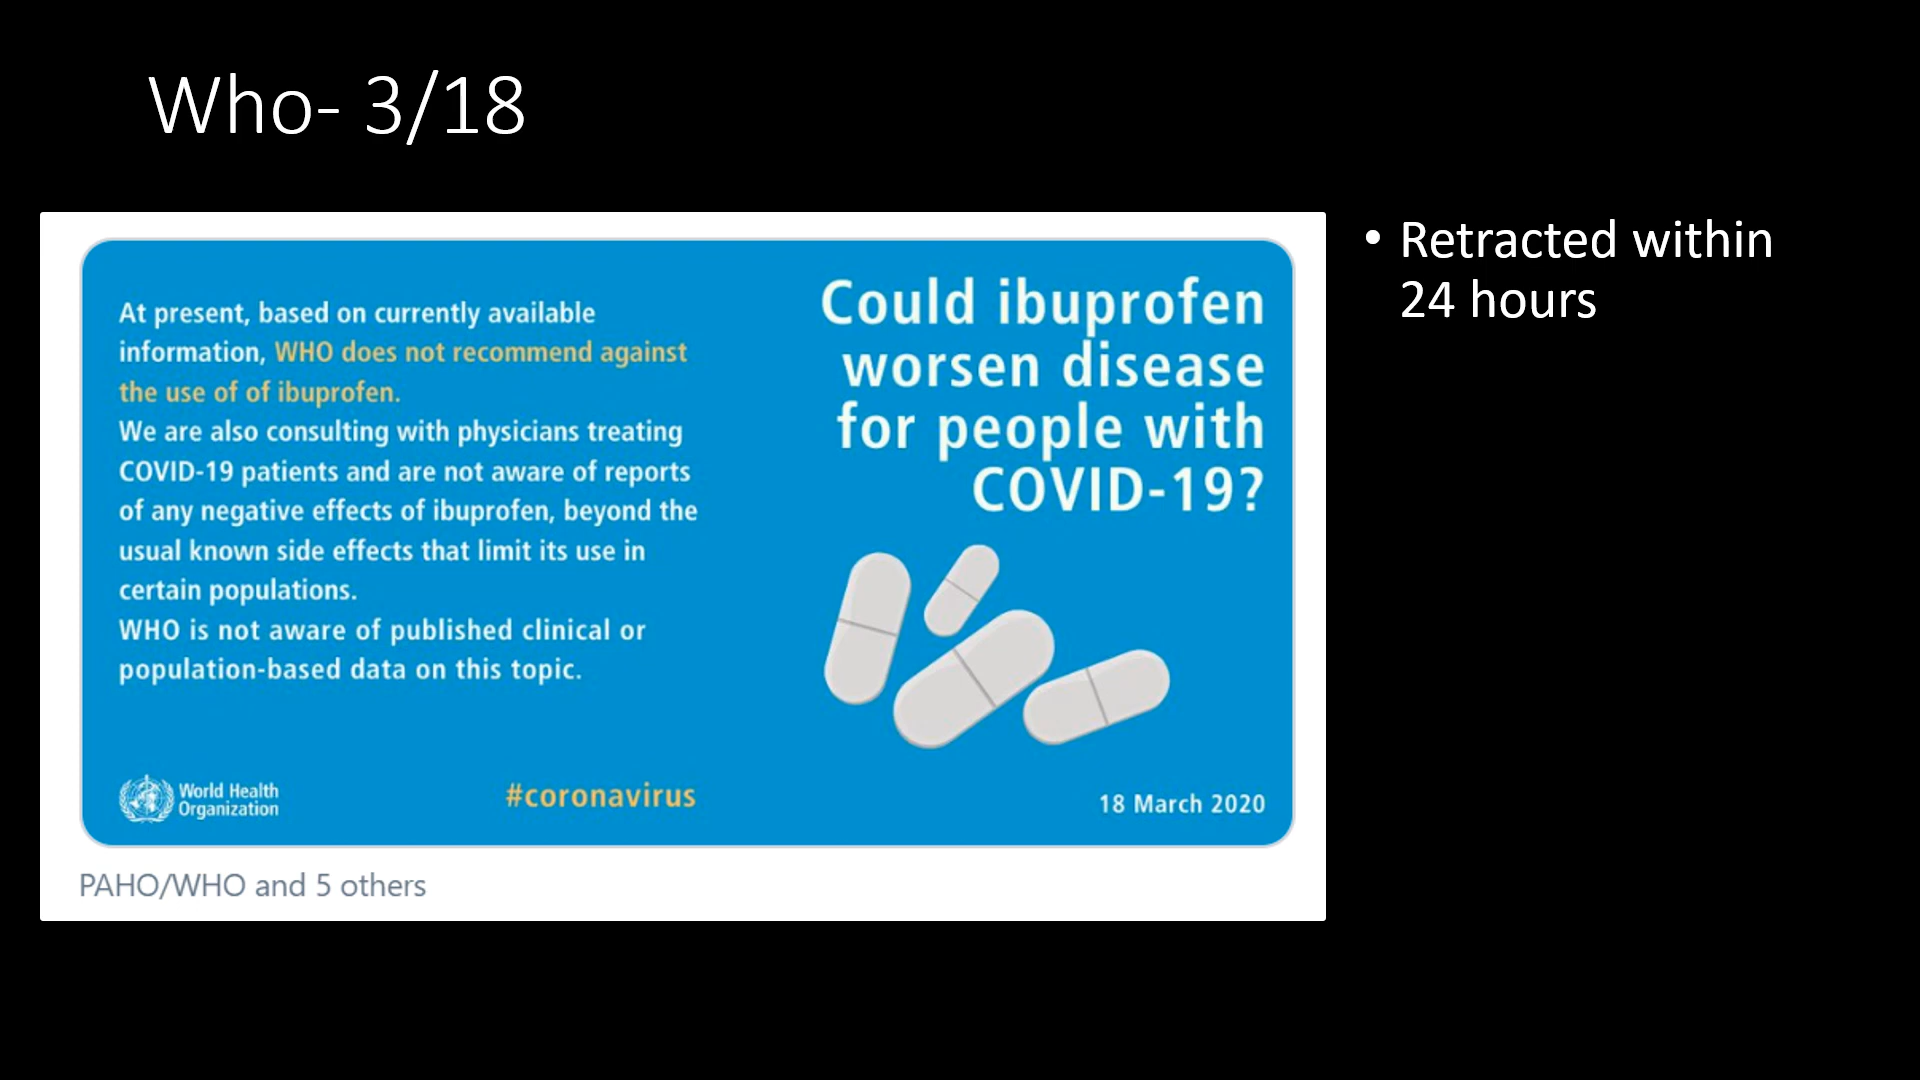 Who- 3/18
At present, based on currently available
information, WHO does not recommend against
the use of of ibuprofen.
We are also consulting with physicians treating
COVID-19 patients and are not aware of reports
of any negative effects of ibuprofen, beyond the
usual known side effects that limit its use in
certain populations.
WHO is not aware of published clinical or
population-based data on this topic.
Could ibuprofen
worsen disease
for people with
COVID-19?
World Health
Organization
#coronavirus
18 March 2020
PAHO/WHO and 5 others
• Retracted within
24 hours